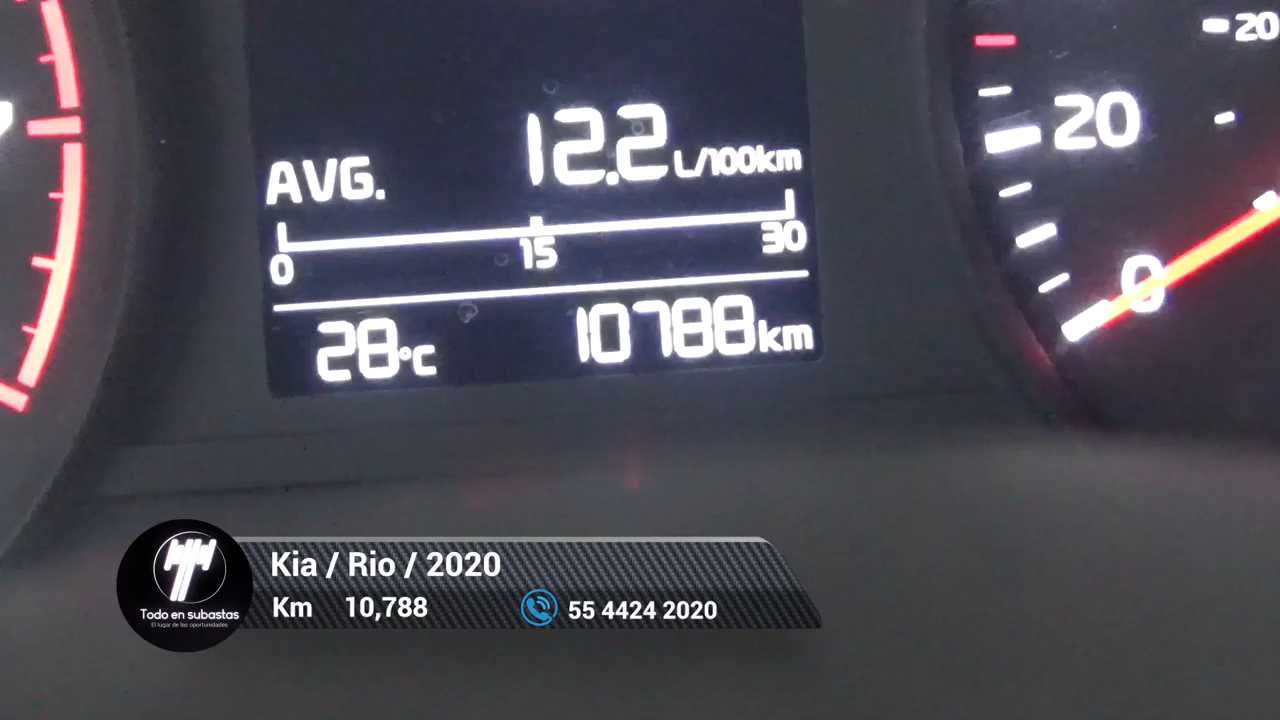 AVG. 12.2 L/100km
0 15 30
28°C 10788km
20
0
20
Kia / Rio / 2020
Km 10,788 55 4424 2020
Todo en subastas
El lugar de las oportunidades